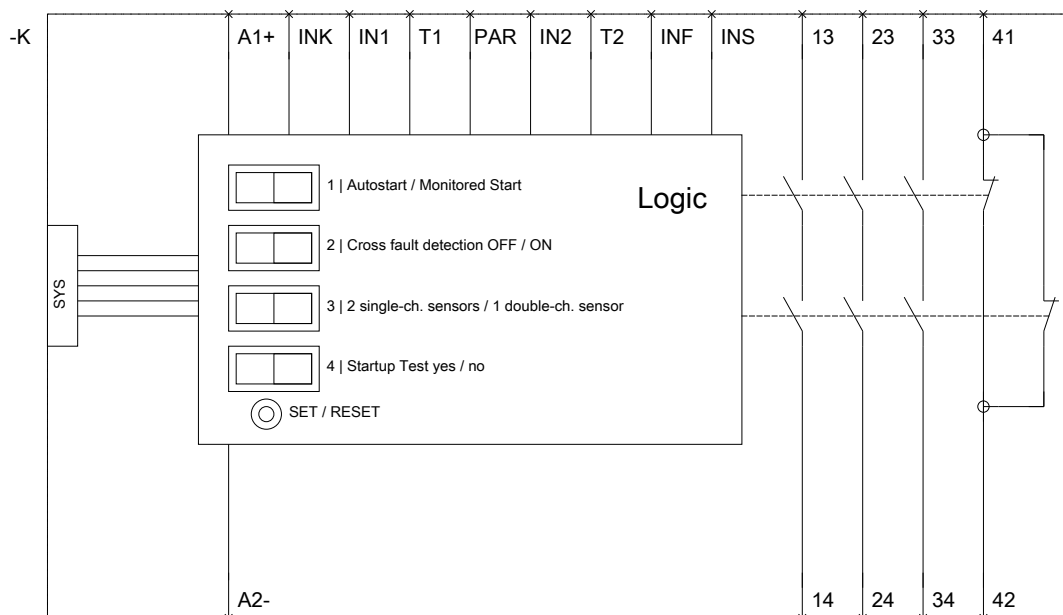 -K A1+ INK IN1 T1 PAR IN2 T2 INF INS 13 23 33 41
1 | Autostart / Monitored Start
Logic
2 | Cross fault detection OFF / ON
SYS
3 | 2 single-ch. sensors / 1 double-ch. sensor
4 | Startup Test yes / no
SET / RESET
A2- 14 24 34 42